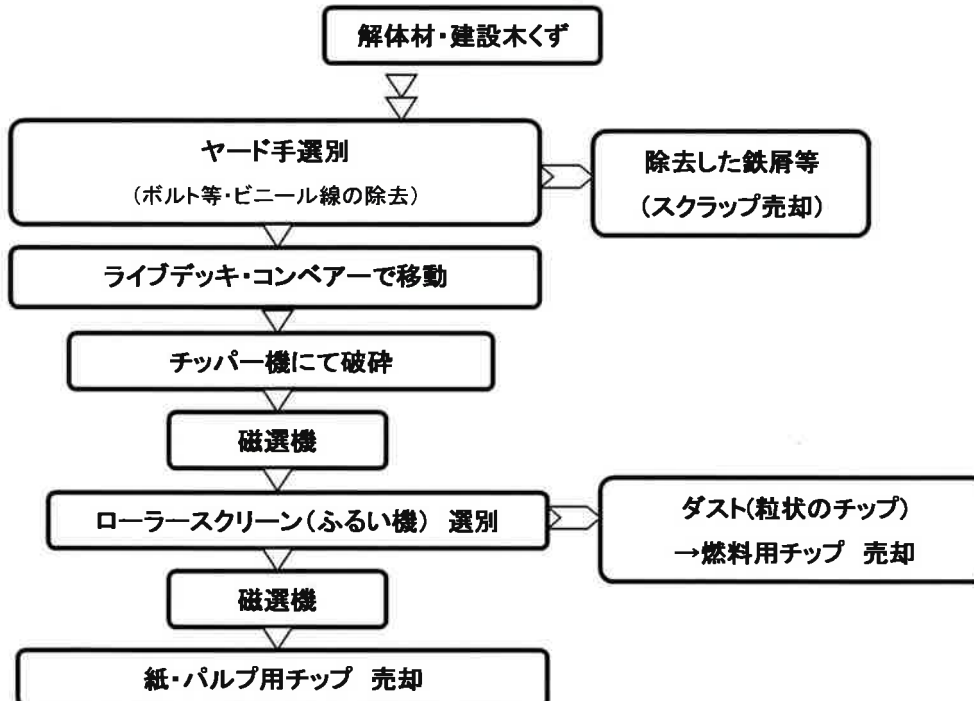 解体材・建設木くず
ヤード手選別
(ボルト等・ビニール線の除去)
除去した鉄屑等
(スクラップ売却)
ライブデッキ・コンベアーで移動
チッパー機にて破砕
磁選機
ローラースクリーン(ふるい機) 選別
ダスト(粒状のチップ)
→燃料用チップ 売却
磁選機
紙・パルプ用チップ 売却